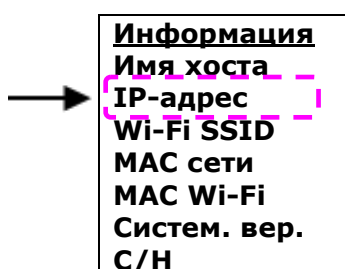 Информация
Имя хоста
IP-адрес
Wi-Fi SSID
MAC сети
MAC Wi-Fi
Систем. вер.
С/Н